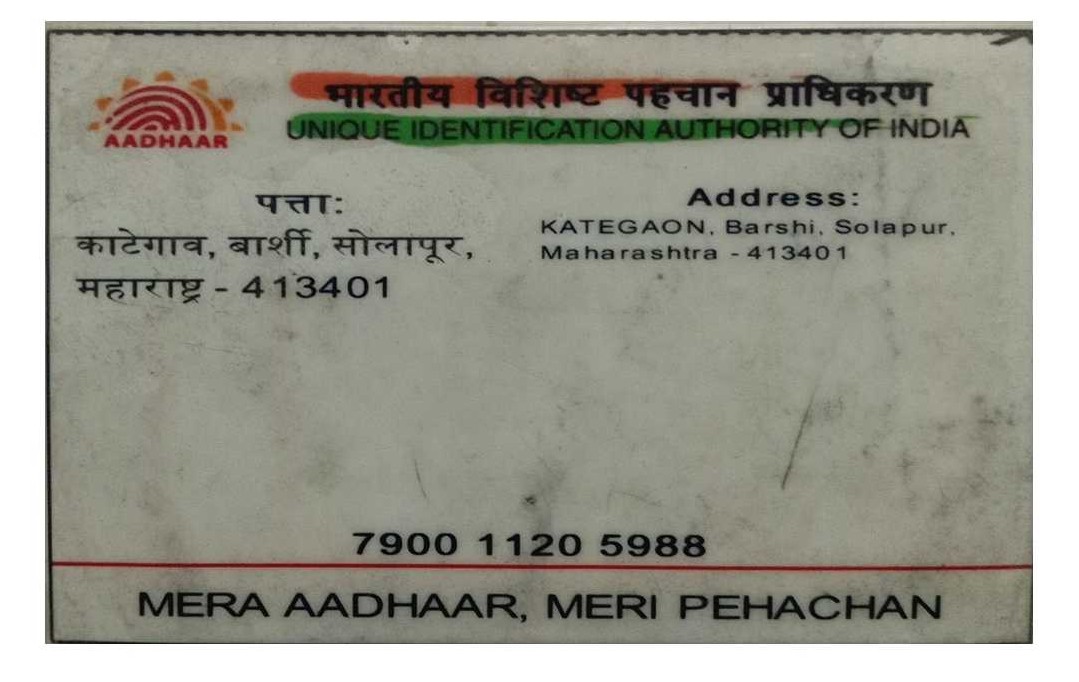 भारतीय विशिष्ट पहचान प्राधिकरण
UNIQUE IDENTIFICATION AUTHORITY OF INDIA
AADHAAR
पत्ता:
काटेगाव, बार्शी, सोलापूर,
महाराष्ट्र - 413401
Address:
KATEGAON, Barshi, Solapur,
Maharashtra - 413401
7900 1120 5988
MERA AADHAAR, MERI PEHACHAN